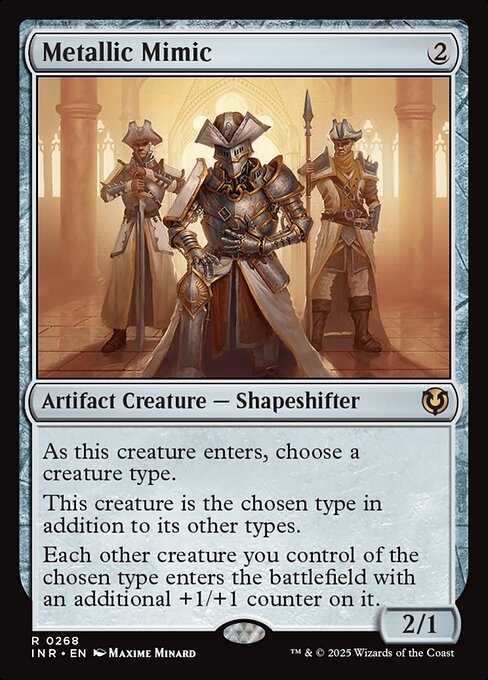 Metallic Mimic 2
Artifact Creature — Shapeshifter
As this creature enters, choose a
creature type.
This creature is the chosen type in
addition to its other types.
Each other creature you control of the
chosen type enters the battlefield with
an additional +1/+1 counter on it.
2/1
R 0268
INR • EN Maxime Minard
™ & © 2025 Wizards of the Coast